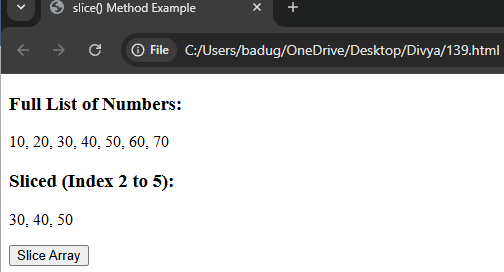 slice() Method Example
File
C:/Users/badug/OneDrive/Desktop/Divya/139.html
Full List of Numbers:
10, 20, 30, 40, 50, 60, 70
Sliced (Index 2 to 5):
30, 40, 50
Slice Array